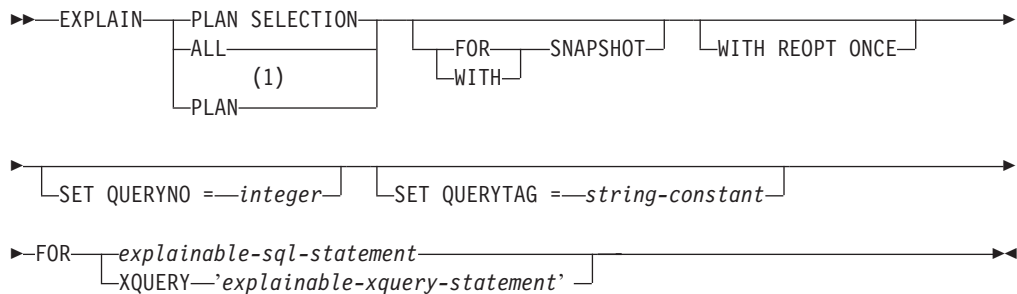 EXPLAIN PLAN SELECTION
ALL FOR SNAPSHOT WITH REOPT ONCE
(1) WITH
PLAN
SET QUERYNO = integer SET QUERYTAG = string-constant
FOR explainable-sql-statement
XQUERY 'explainable-xquery-statement'